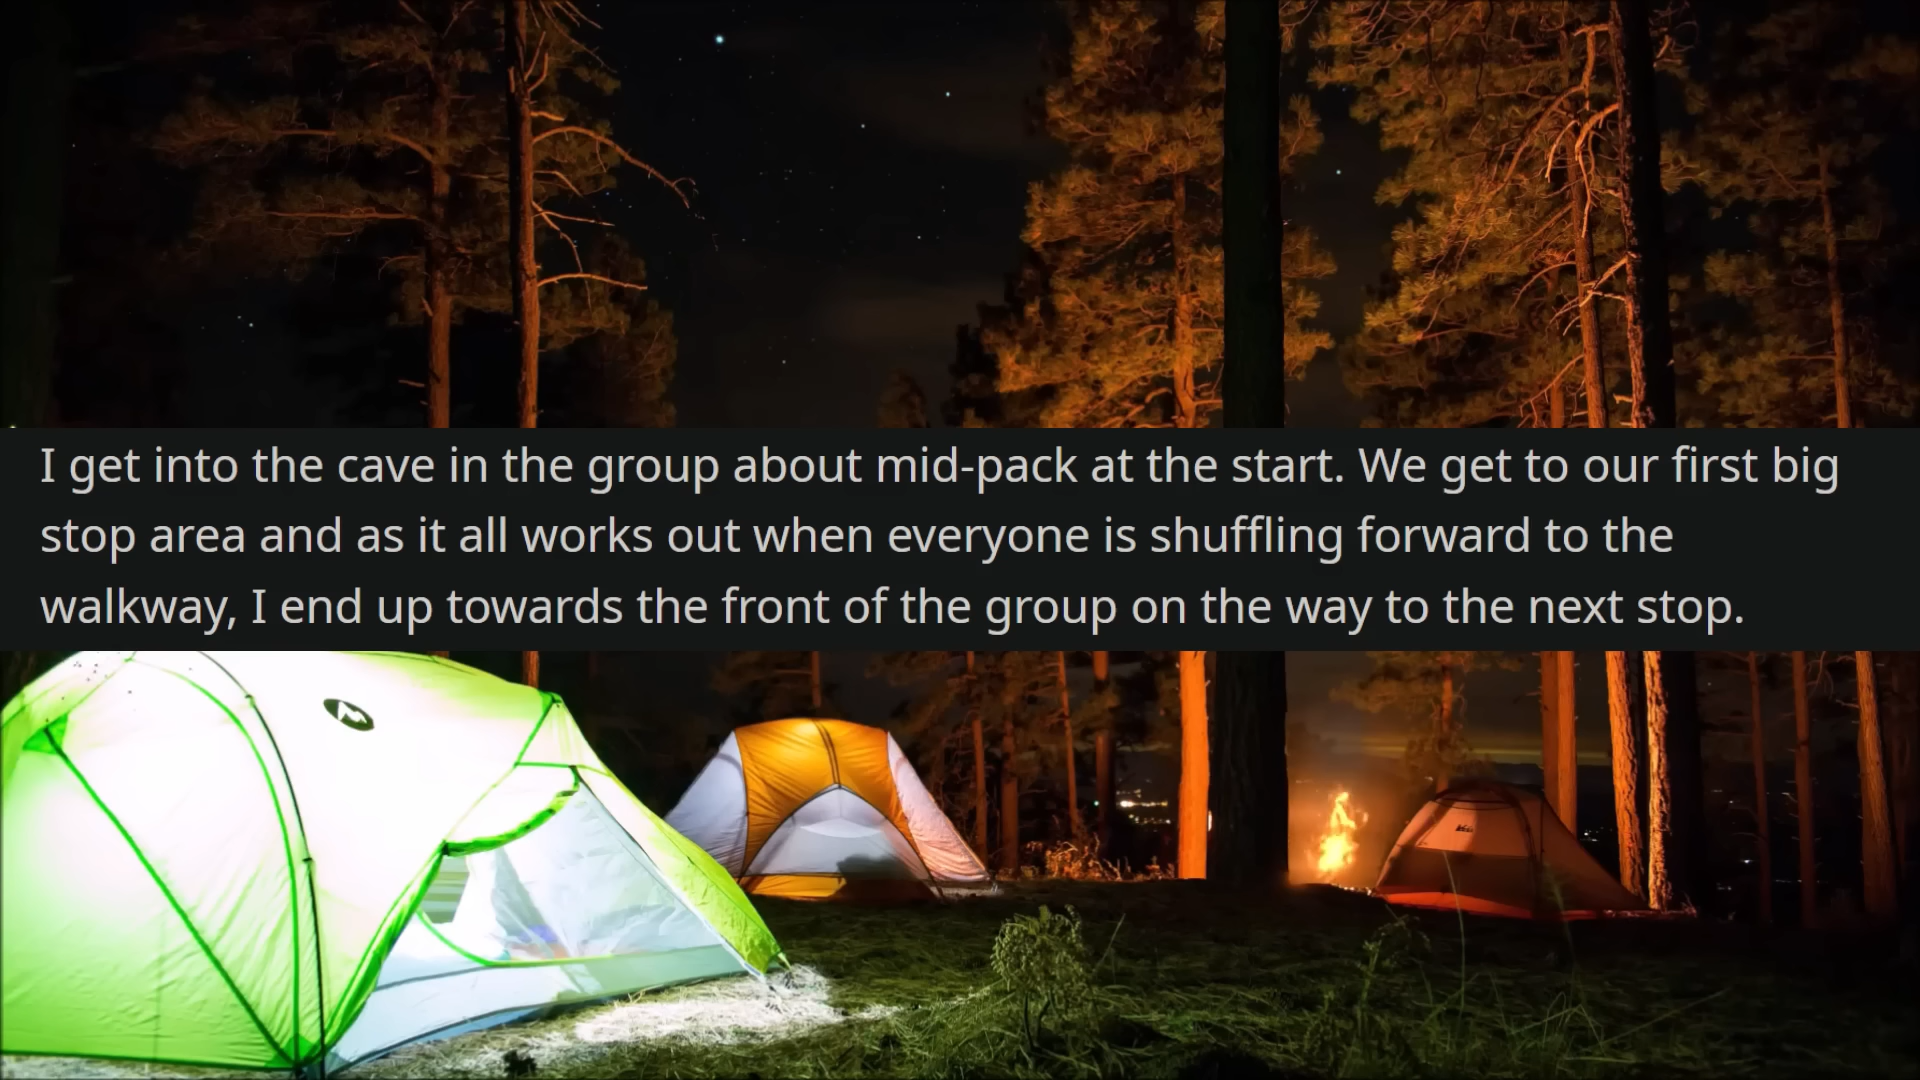 I get into the cave in the group about mid-pack at the start. We get to our first big
stop area and as it all works out when everyone is shuffling forward to the
walkway, I end up towards the front of the group on the way to the next stop.